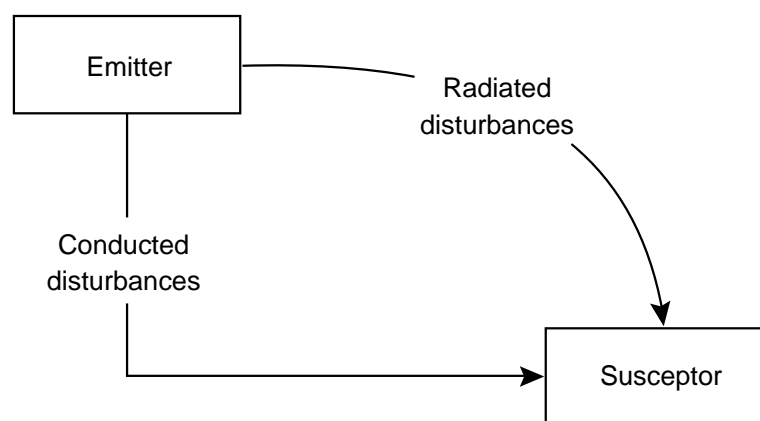 Emitter
Radiated
disturbances
Conducted
disturbances
Susceptor